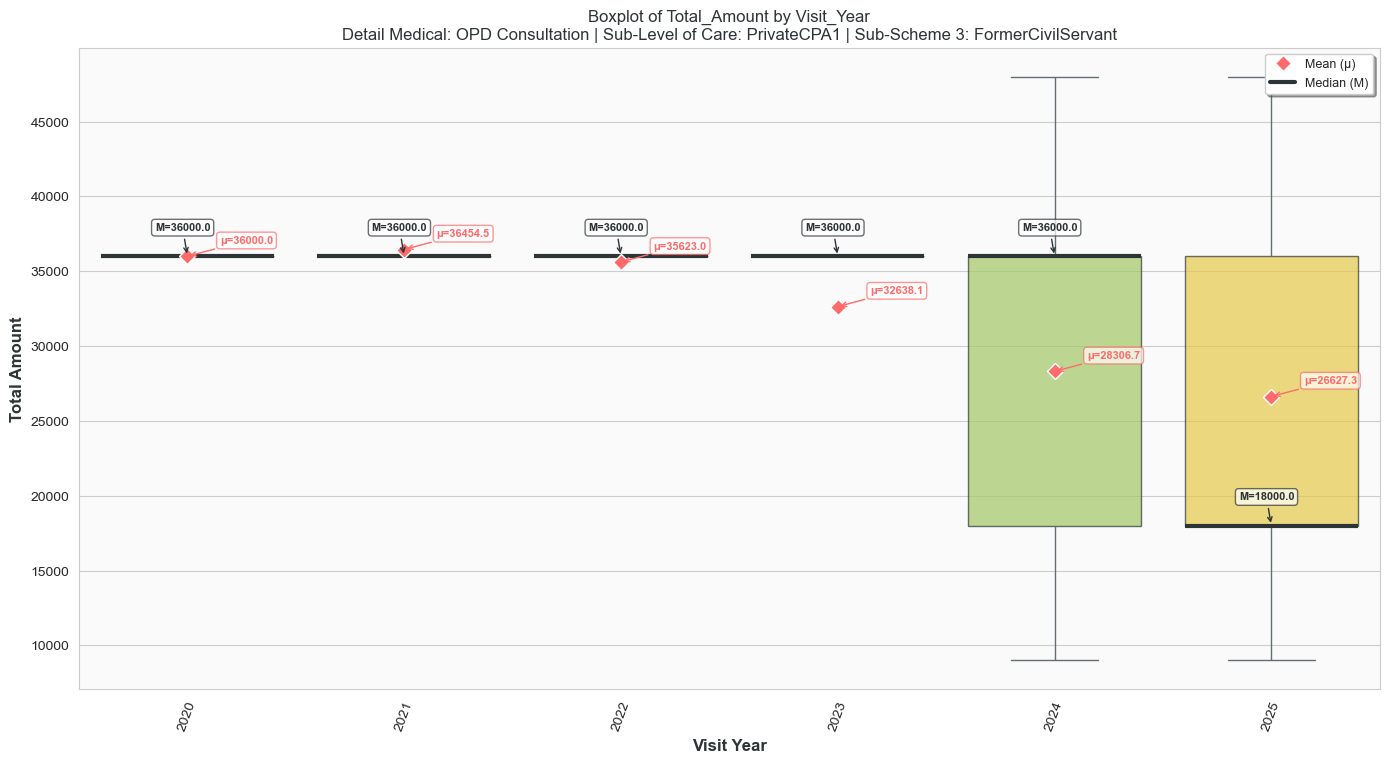 Boxplot of Total_Amount by Visit_Year
Detail Medical: OPD Consultation | Sub-Level of Care: PrivateCPA1 | Sub-Scheme 3: FormerCivilServant
Mean (μ)
Median (M)
Total Amount
45000
40000
35000
30000
25000
20000
15000
10000
M=36000.0
μ=36000.0
M=36000.0
μ=36454.5
M=36000.0
μ=35623.0
M=36000.0
μ=32638.1
M=36000.0
μ=28306.7
μ=26627.3
M=18000.0
2020
2021
2022
2023
2024
2025
Visit Year